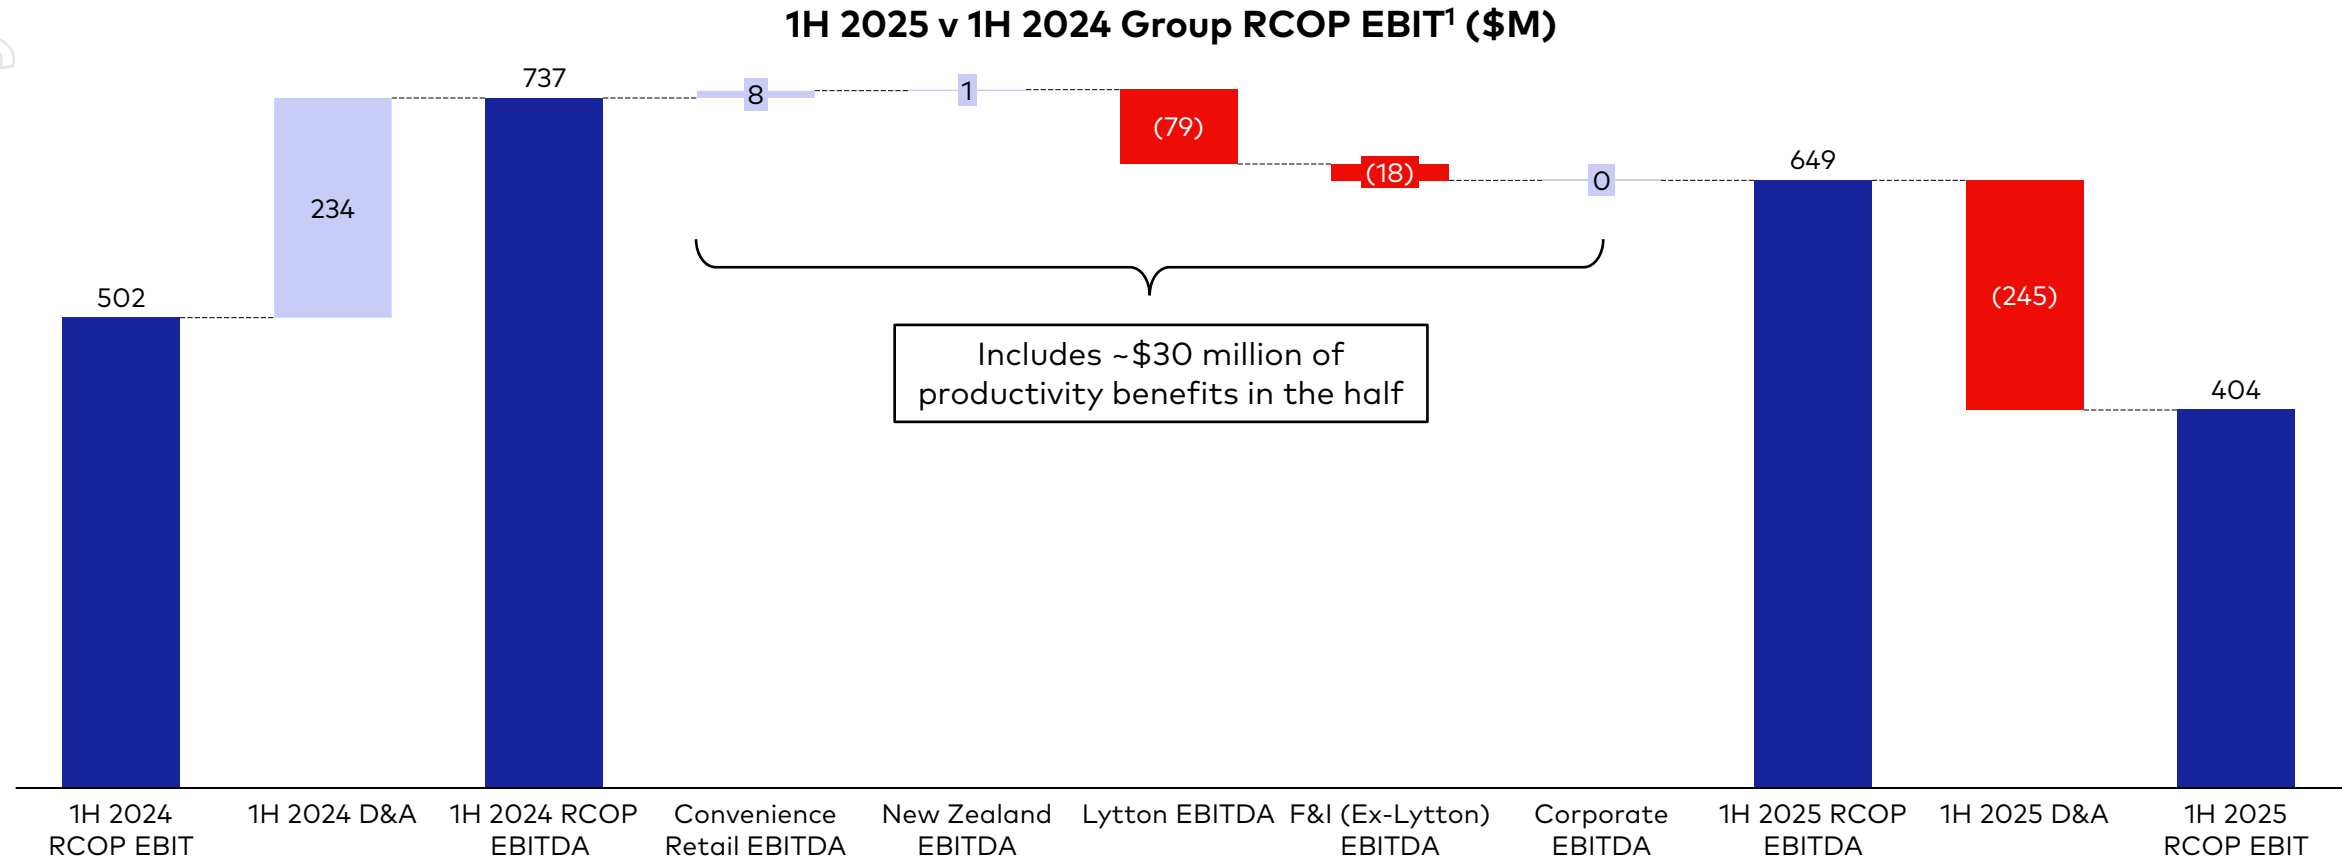 1H 2025 v 1H 2024 Group RCOP EBIT¹ ($M)
502
234
737
8
1
(79)
(18)
0
649
(245)
404
Includes ~$30 million of
productivity benefits in the half
1H 2024
RCOP EBIT
1H 2024 D&A
1H 2024 RCOP
EBITDA
Convenience
Retail EBITDA
New Zealand
EBITDA
Lytton EBITDA
F&I (Ex-Lytton)
EBITDA
Corporate
EBITDA
1H 2025 RCOP
EBITDA
1H 2025 D&A
1H 2025
RCOP EBIT